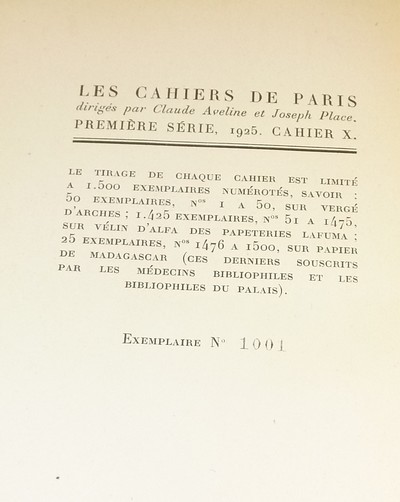 LES CAHIERS DE PARIS
dirigés par Claude Aveline et Joseph Place.
PREMIÈRE SÉRIE, 1925. CAHIER X.
LE TIRAGE DE CHAQUE CAHIER EST LIMITÉ
A 1.500 EXEMPLAIRES NUMÉROTÉS, SAVOIR :
50 EXEMPLAIRES, Nos 1 A 50, SUR VERGÉ
D'ARCHES ; 1.425 EXEMPLAIRES, Nos 51 A 1475,
SUR VÉLIN D'ALFA DES PAPETERIES LAFUMA ;
25 EXEMPLAIRES, Nos 1476 A 1500, SUR PAPIER
DE MADAGASCAR (CES DERNIERS SOUSCRITS
PAR LES MÉDECINS BIBLIOPHILES ET LES
BIBLIOPHILES DU PALAIS).
EXEMPLAIRE No 1001